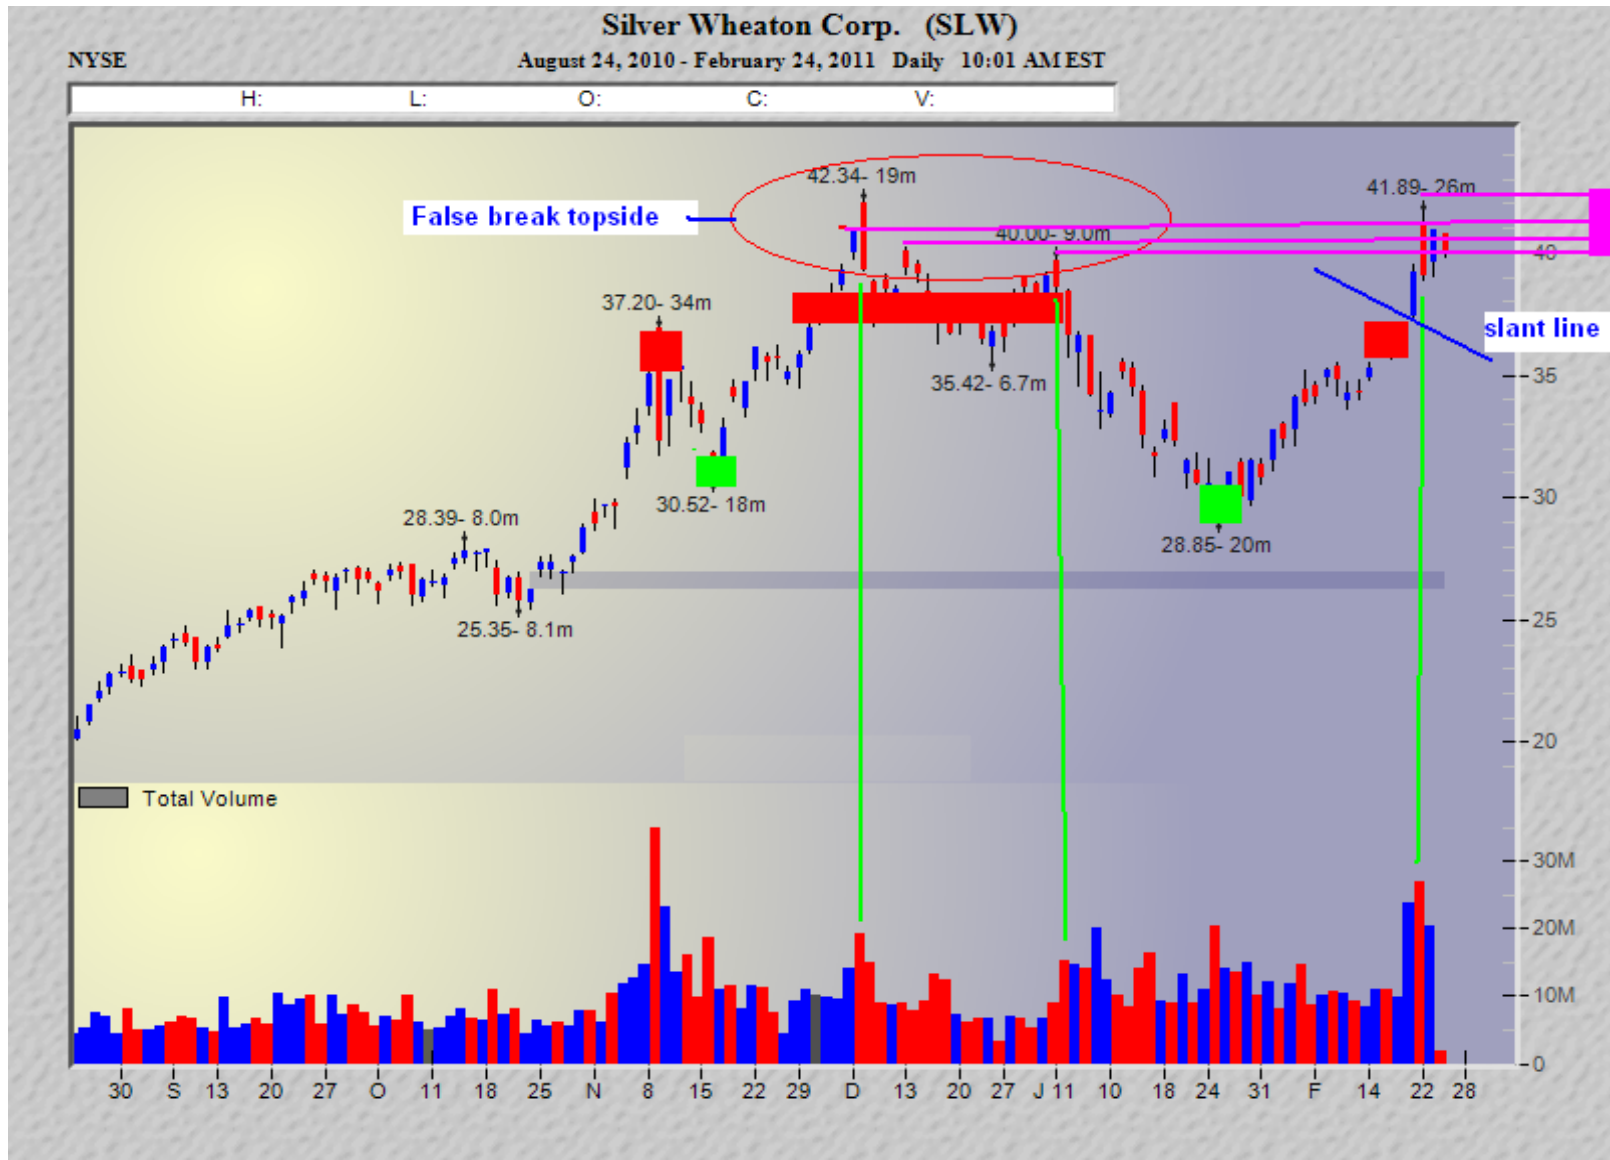 Silver Wheaton Corp. (SLW)
NYSE
August 24, 2010 - February 24, 2011 Daily 10:01 AM EST
H: L: O: C: V:
42.34- 19m
41.89- 26m
False break topside
40.00- 9.0m
40
37.20- 34m
slant line
35.42- 6.7m
35
30.52- 18m
30
28.39- 8.0m
28.85- 20m
25.35- 8.1m
25
20
Total Volume
30M
20M
10M
0
30 S 13 20 27 O 11 18 25 N 8 15 22 29 D 13 20 27 J 11 10 18 24 31 F 14 22 28